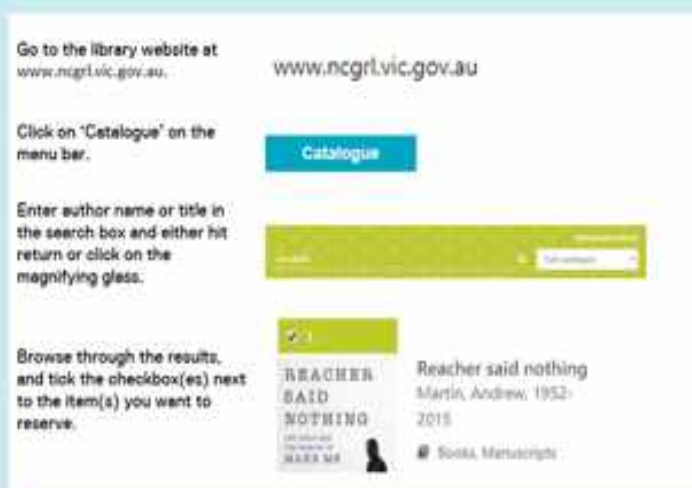 Go to the library website at
www.ncgrl.vic.gov.au.
www.ncgrl.vic.gov.au
Click on 'Catalogue' on the
menu bar.
Catalogue
Enter author name or title in
the search box and either hit
return or click on the
magnifying glass.
Browse through the results,
and tick the checkbox(es) next
to the item(s) you want to
reserve.
REACHER
SAID
NOTHING
MAKE ME
Reacher said nothing
Martin, Andrew, 1952-
2015
Books, Manuscripts